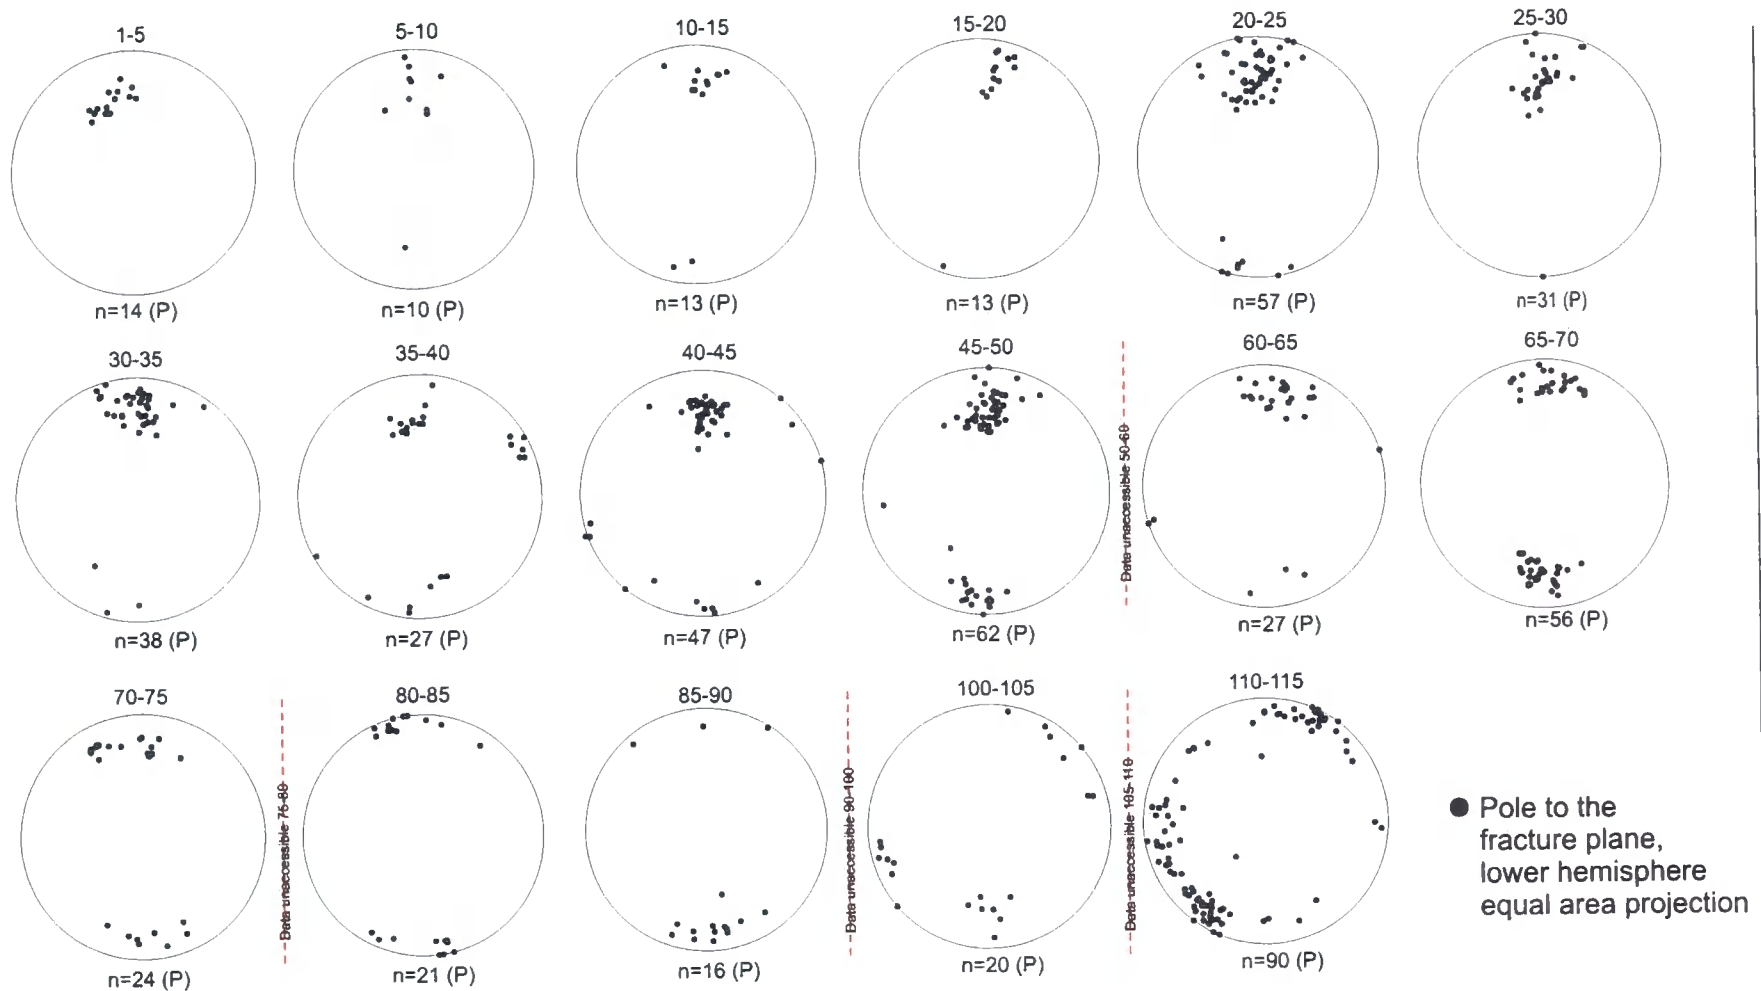 1-5
5-10
10-15
15-20
20-25
25-30
n=14 (P)
n=10 (P)
n=13 (P)
n=13 (P)
n=57 (P)
n=31 (P)
30-35
35-40
40-45
45-50
Data unaccessible 50-60
60-65
65-70
n=38 (P)
n=27 (P)
n=47 (P)
n=62 (P)
n=27 (P)
n=56 (P)
70-75
Data unaccessible 75-80
80-85
85-90
Data unaccessible 90-100
100-105
Data unaccessible 105-110
110-115
n=24 (P)
n=21 (P)
n=16 (P)
n=20 (P)
n=90 (P)
Pole to the
fracture plane,
lower hemisphere
equal area projection